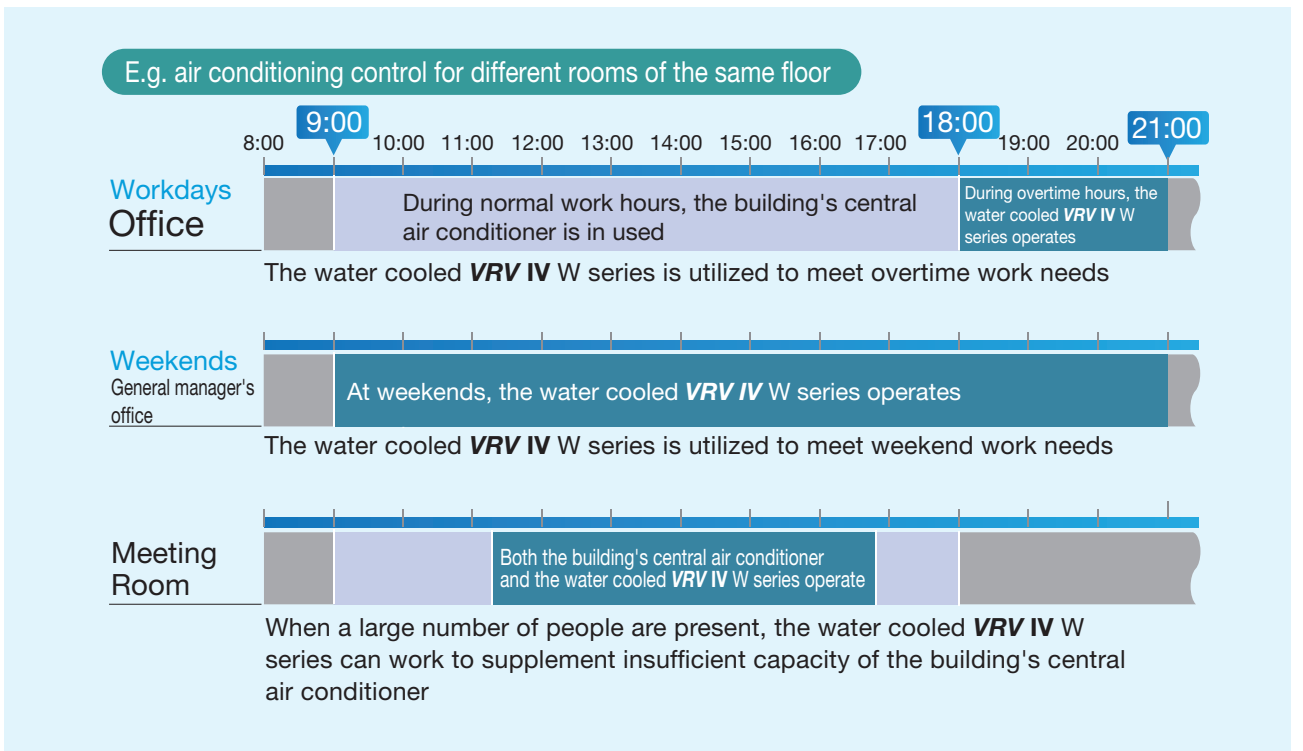 E.g. air conditioning control for different rooms of the same floor
8:00 9:00 10:00 11:00 12:00 13:00 14:00 15:00 16:00 17:00 18:00 19:00 20:00 21:00
Workdays
Office
During normal work hours, the building's central
air conditioner is in used
During overtime hours, the
water cooled VRV IV W
series operates
The water cooled VRV IV W series is utilized to meet overtime work needs
Weekends
General manager's
office
At weekends, the water cooled VRV IV W series operates
The water cooled VRV IV W series is utilized to meet weekend work needs
Meeting
Room
Both the building's central air conditioner
and the water cooled VRV IV W series operate
When a large number of people are present, the water cooled VRV IV W
series can work to supplement insufficient capacity of the building's central
air conditioner